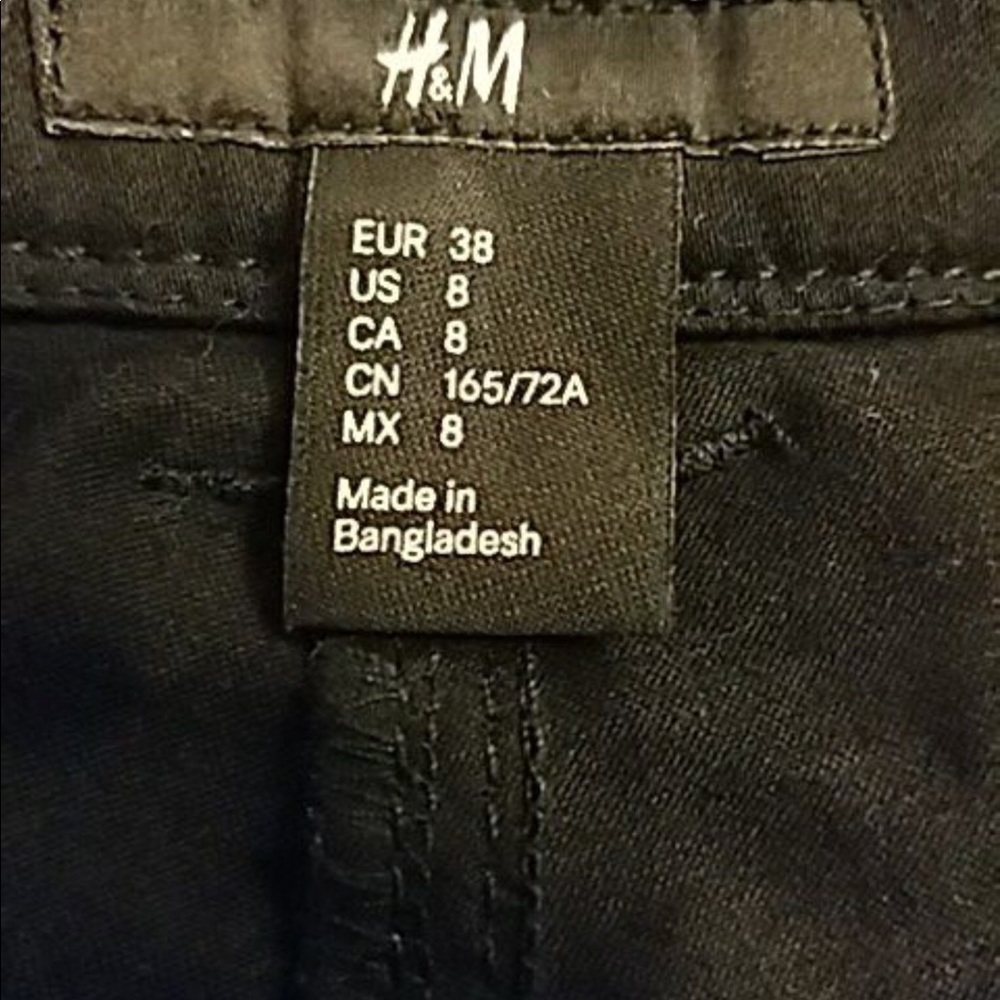 H&M
EUR 38
US 8
CA 8
CN 165/72A
MX 8
Made in
Bangladesh